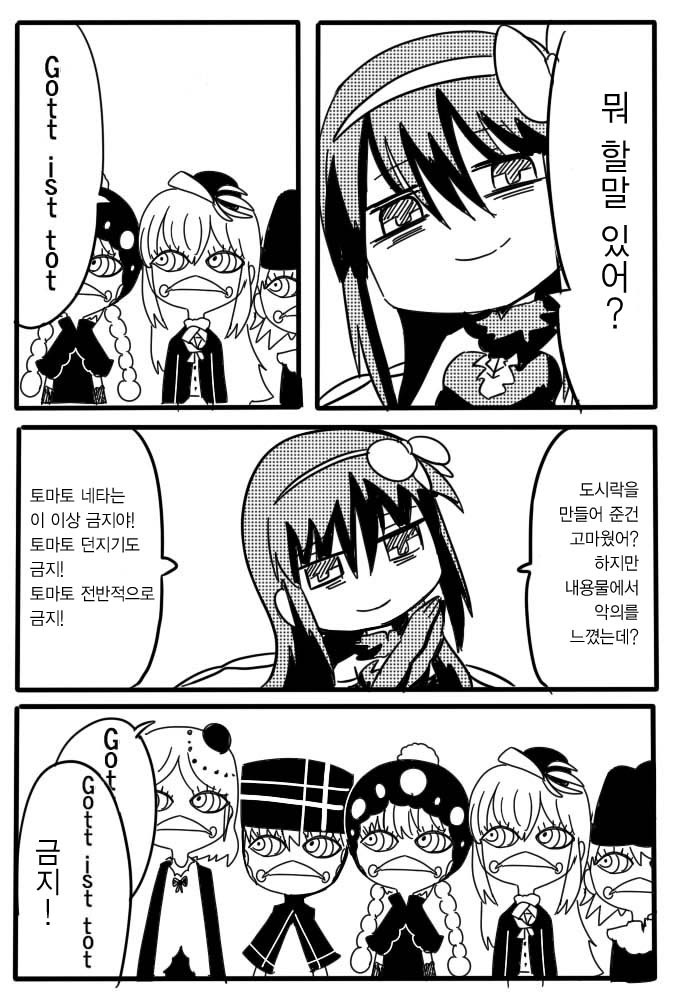 뭐 할말 있어?
Gott ist tot
도시락을
만들어 준건
고마웠어?
하지만
내용물에서
악의를
느꼈는데?
토마토 네타는
이 이상 금지야!
토마토 던지기도
금지!
토마토 전반적으로
금지!
Got
Gott ist tot
금지!